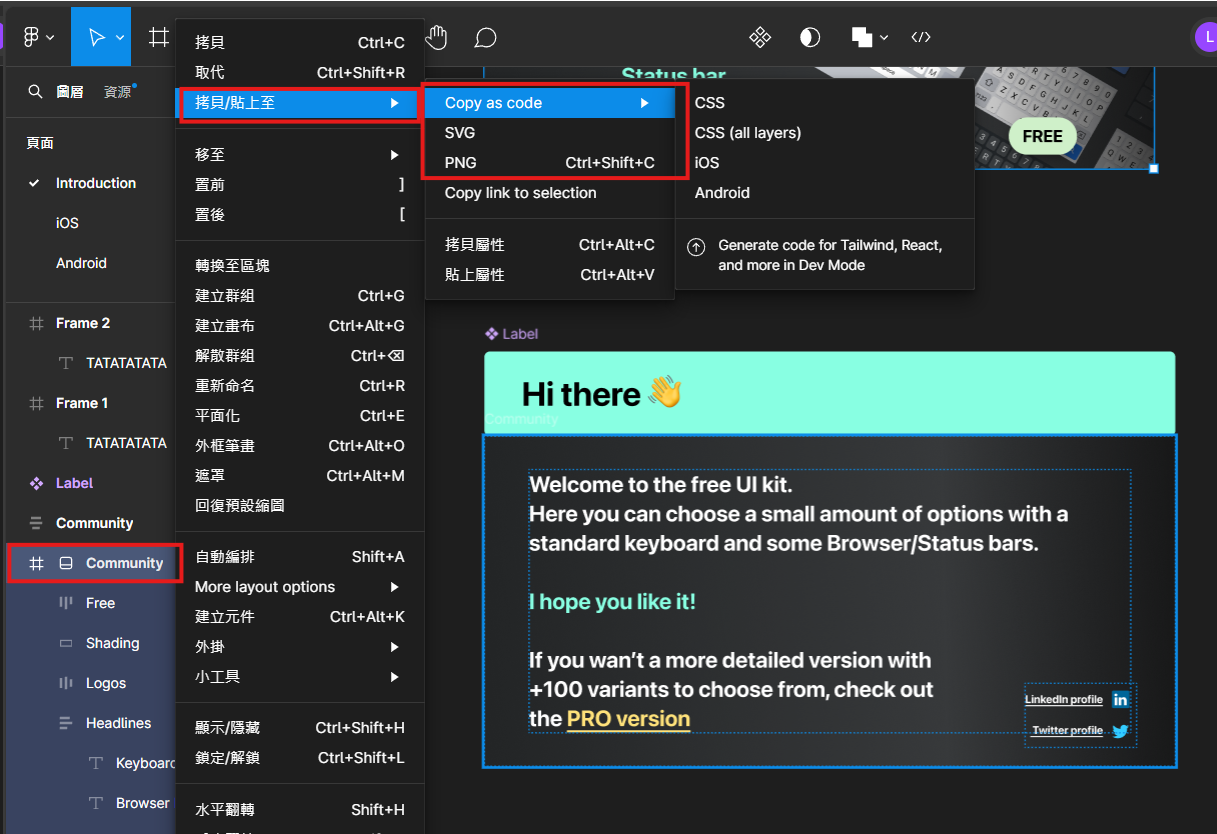 L
圖層
資源
頁面
Introduction
iOS
Android
Frame 2
TATATATATA
Frame 1
TATATATATA
Label
Community
Community
Free
Shading
Logos
Headlines
Browser
拷貝 Ctrl+C
取代 Ctrl+Shift+R
拷貝/貼上至
移至
置前 ]
置後 [
轉換至區塊
建立群組 Ctrl+G
建立畫布 Ctrl+Alt+G
解散群組 Ctrl+⌫
重新命名 Ctrl+R
平面化 Ctrl+E
外框筆畫 Ctrl+Alt+O
遮罩 Ctrl+Alt+M
回復預設縮圖
自動編排 Shift+A
More layout options
建立元件 Ctrl+Alt+K
外掛
小工具
顯示/隱藏 Ctrl+Shift+H
鎖定/解鎖 Ctrl+Shift+L
水平翻轉 Shift+H
Copy as code
SVG
PNG Ctrl+Shift+C
Copy link to selection
拷貝屬性 Ctrl+Alt+C
貼上屬性 Ctrl+Alt+V
CSS
CSS (all layers)
iOS
Android
Generate code for Tailwind, React,
and more in Dev Mode
Status bar
FREE
Label
Hi there 👋
Community
Welcome to the free UI kit.
Here you can choose a small amount of options with a
standard keyboard and some Browser/Status bars.
I hope you like it!
If you wan’t a more detailed version with
+100 variants to choose from, check out
the PRO version
LinkedIn profile in
Twitter profile